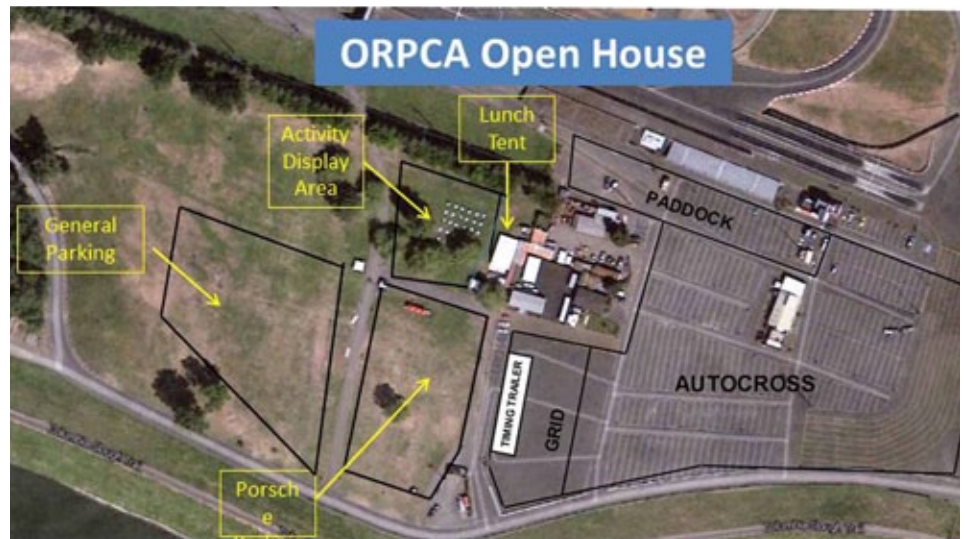 ORPCA Open House
Lunch
Tent
Activity
Display
Area
General
Parking
PADDOCK
AUTOCROSS
TIMING TRAILER
GRID
Porsch
e